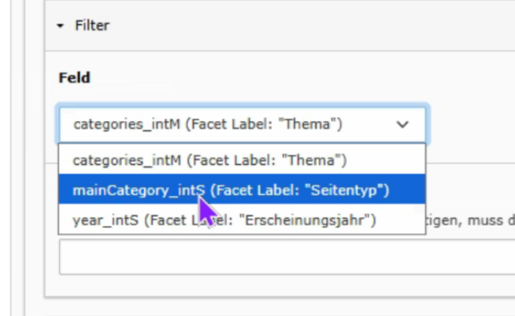 Filter
Feld
categories_intM (Facet Label: "Thema")
categories_intM (Facet Label: "Thema")
mainCategory_intS (Facet Label: "Seitentyp")
year_intS (Facet Label: "Erscheinungsjahr")
muss